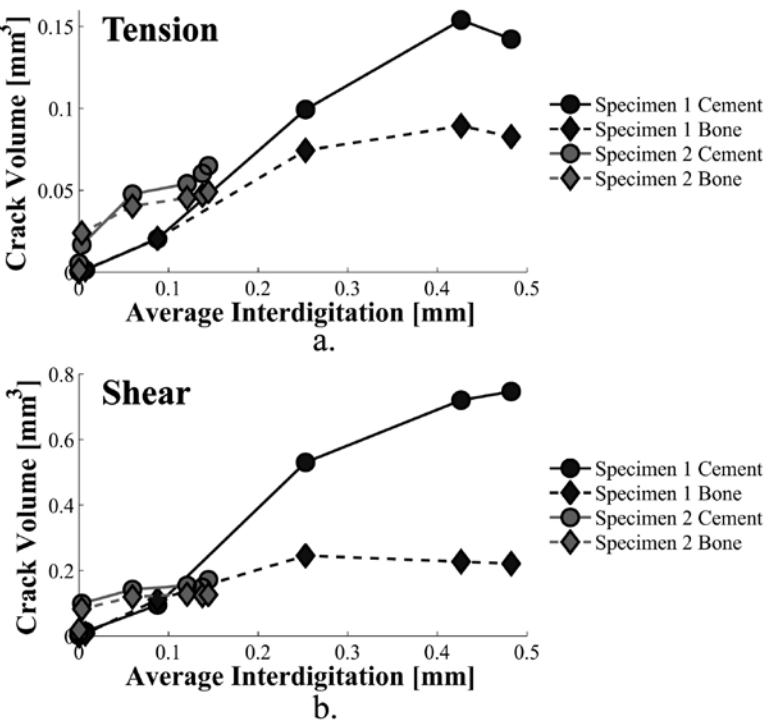 Tension
Crack Volume [mm³]
0.15
0.1
0.05
0
0
0.1
0.2
0.3
0.4
0.5
Average Interdigitation [mm]
Specimen 1 Cement
Specimen 1 Bone
Specimen 2 Cement
Specimen 2 Bone
a.
Shear
Crack Volume [mm³]
0.8
0.6
0.4
0.2
0
0
0.1
0.2
0.3
0.4
0.5
Average Interdigitation [mm]
Specimen 1 Cement
Specimen 1 Bone
Specimen 2 Cement
Specimen 2 Bone
b.